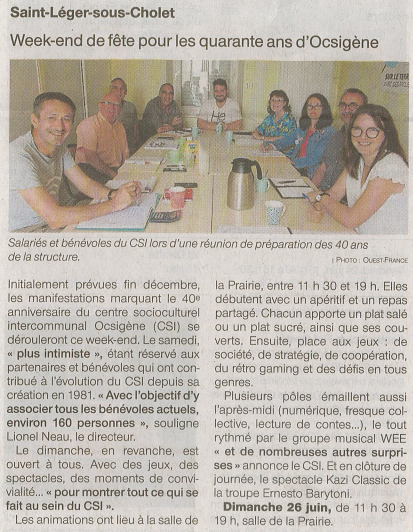 Saint-Léger-sous-Cholet
Week-end de fête pour les quarante ans d'Ocsigène
SUR LE TERR
Salariés et bénévoles du CSI lors d'une réunion de préparation des 40 ans
de la structure.
| PHOTO : OUEST-FRANCE
Initialement prévues fin décembre,
les manifestations marquant le 40e
anniversaire du centre socioculturel
intercommunal Ocsigène (CSI) se
dérouleront ce week-end. Le samedi,
« plus intimiste », étant réservé aux
partenaires et bénévoles qui ont con-
tribué à l'évolution du CSI depuis sa
création en 1981. « Avec l'objectif d'y
associer tous les bénévoles actuels,
environ 160 personnes », souligne
Lionel Neau, le directeur.
Le dimanche, en revanche, est
ouvert à tous. Avec des jeux, des
spectacles, des moments de convi-
vialité... « pour montrer tout ce qui se
fait au sein du CSI ».
Les animations ont lieu à la salle de
la Prairie, entre 11 h 30 et 19 h. Elles
débutent avec un apéritif et un repas
partagé. Chacun apporte un plat salé
ou un plat sucré, ainsi que ses cou-
verts. Ensuite, place aux jeux : de
société, de stratégie, de coopération,
du rétro gaming et des défis en tous
genres.
Plusieurs pôles émaillent aussi
l'après-midi (numérique, fresque col-
lective, lecture de contes...), le tout
rythmé par le groupe musical WEE
« et de nombreuses autres surpri-
ses » annonce le CSI. Et en clôture de
journée, le spectacle Kazi Classic de
la troupe Ernesto Barytoni.
Dimanche 26 juin, de 11 h 30 à
19 h, salle de la Prairie.